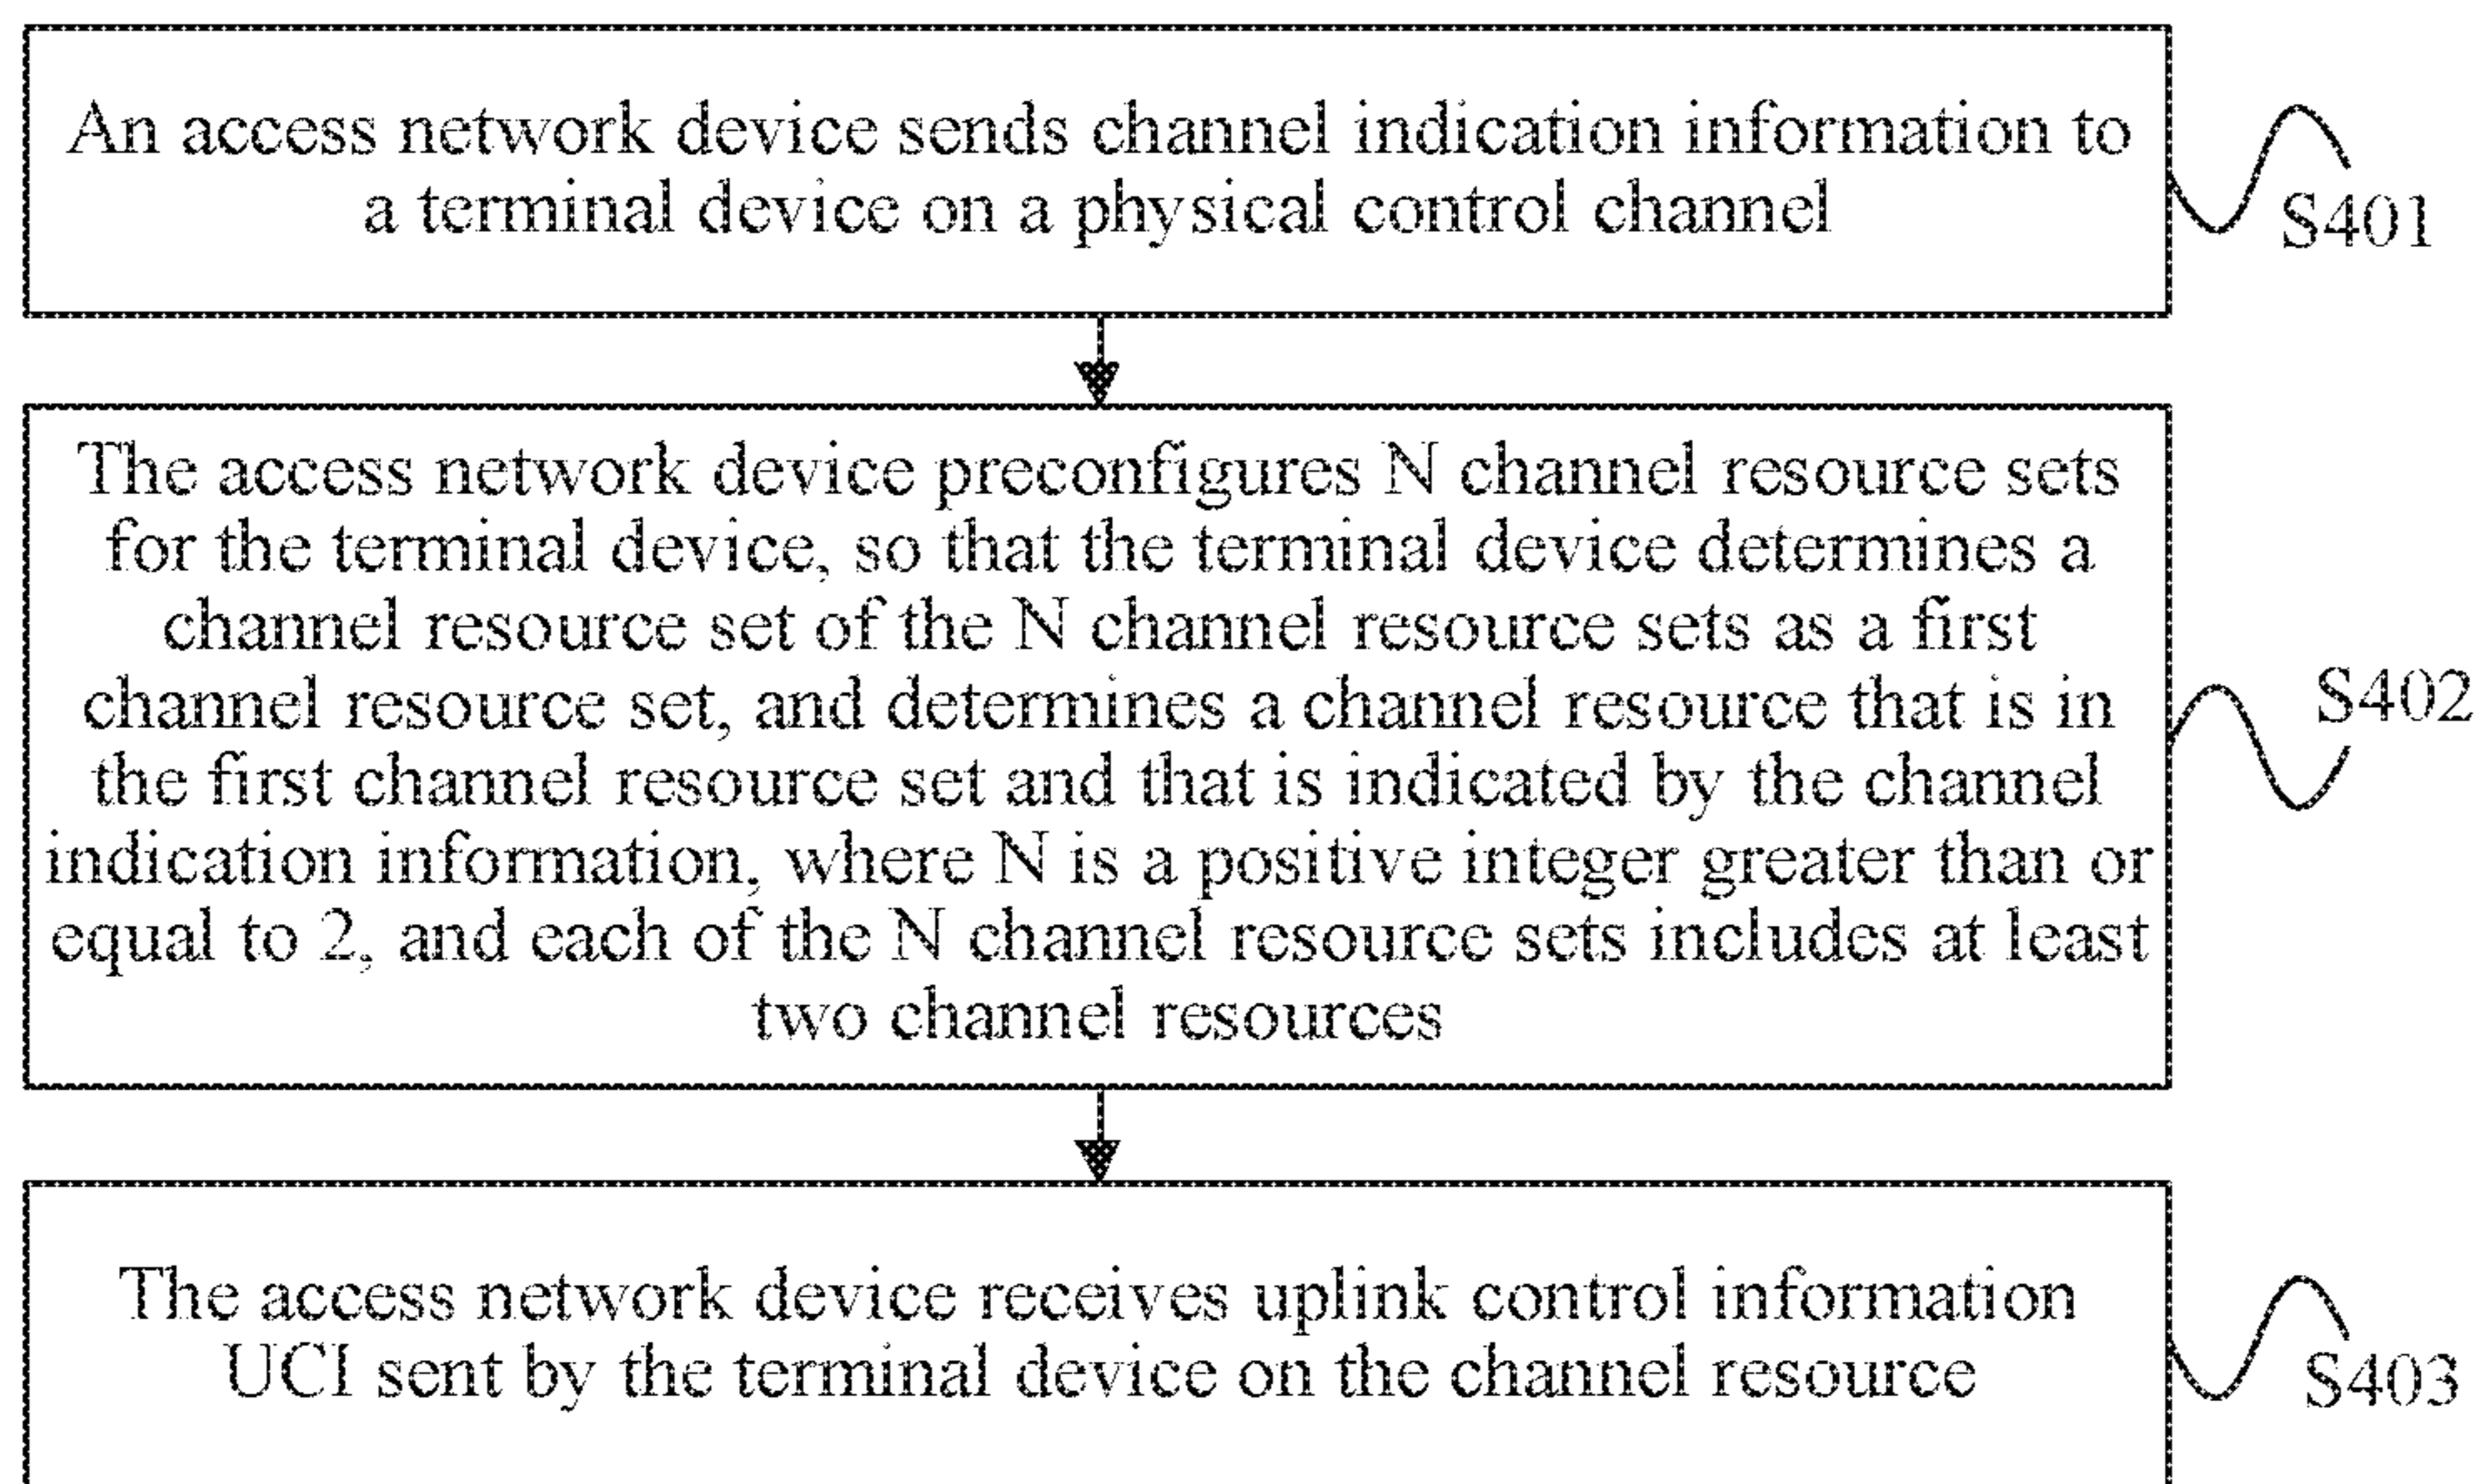 An access network device sends channel indication information to
a terminal device on a physical control channel
S401
The access network device preconfigures N channel resource sets
for the terminal device, so that the terminal device determines a
channel resource set of the N channel resource sets as a first
channel resource set, and determines a channel resource that is in
the first channel resource set and that is indicated by the channel
indication information, where N is a positive integer greater than or
equal to 2, and each of the N channel resource sets includes at least
two channel resources
S402
The access network device receives uplink control information
UCI sent by the terminal device on the channel resource
S403